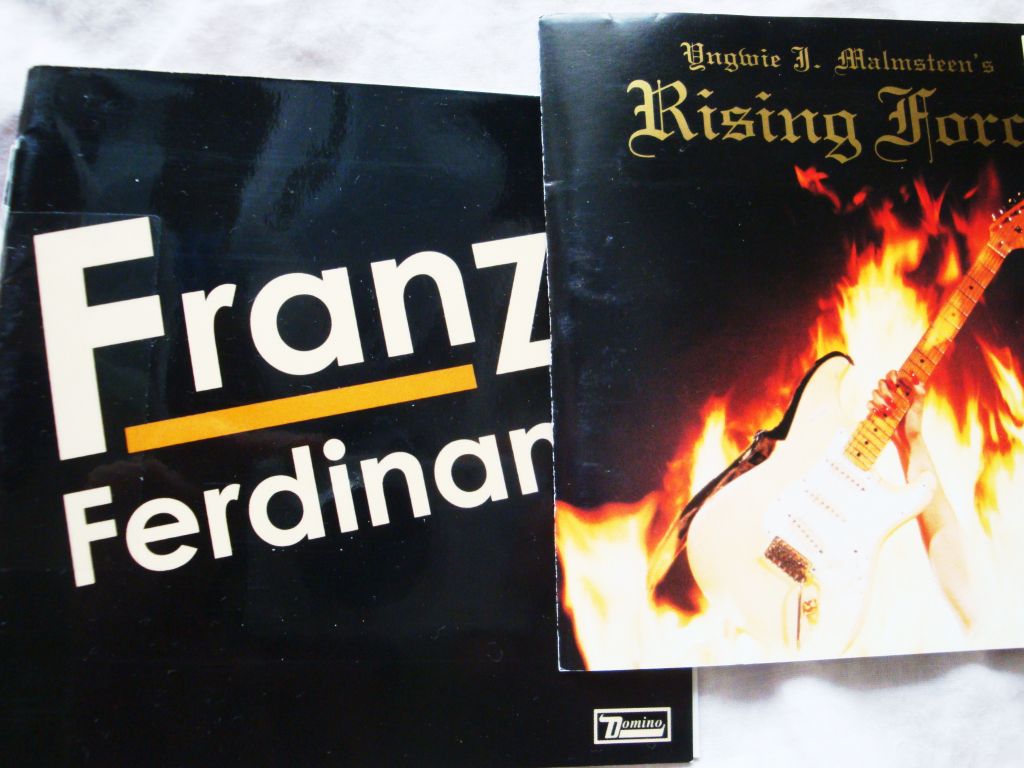 Franz
Ferdinan
Domino
Yngwie J. Malmsteen's
Rising Forc